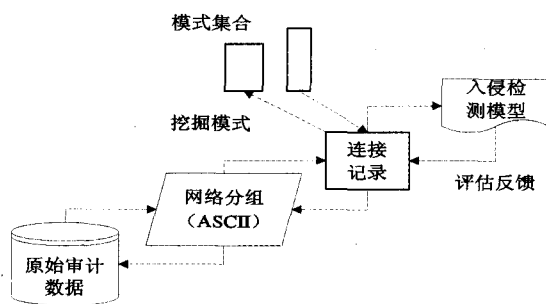 模式集合
挖掘模式
入侵检
测模型
连接
记录
评估反馈
网络分组
（ASCII）
原始审计
数据